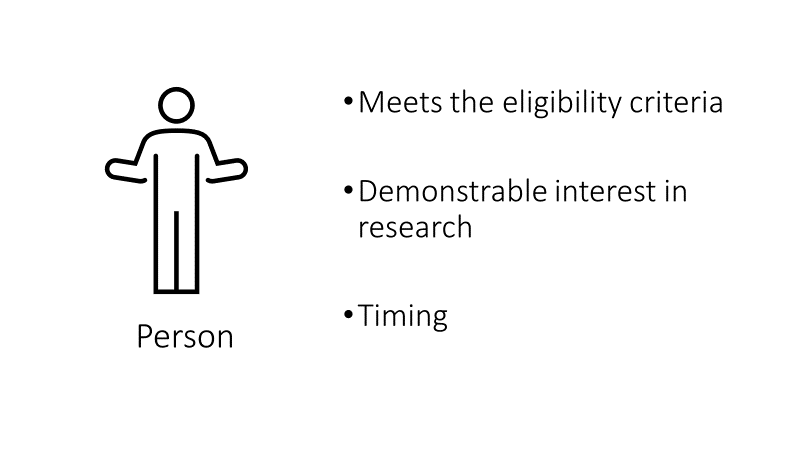 • Meets the eligibility criteria
• Demonstrable interest in
research
• Timing
Person